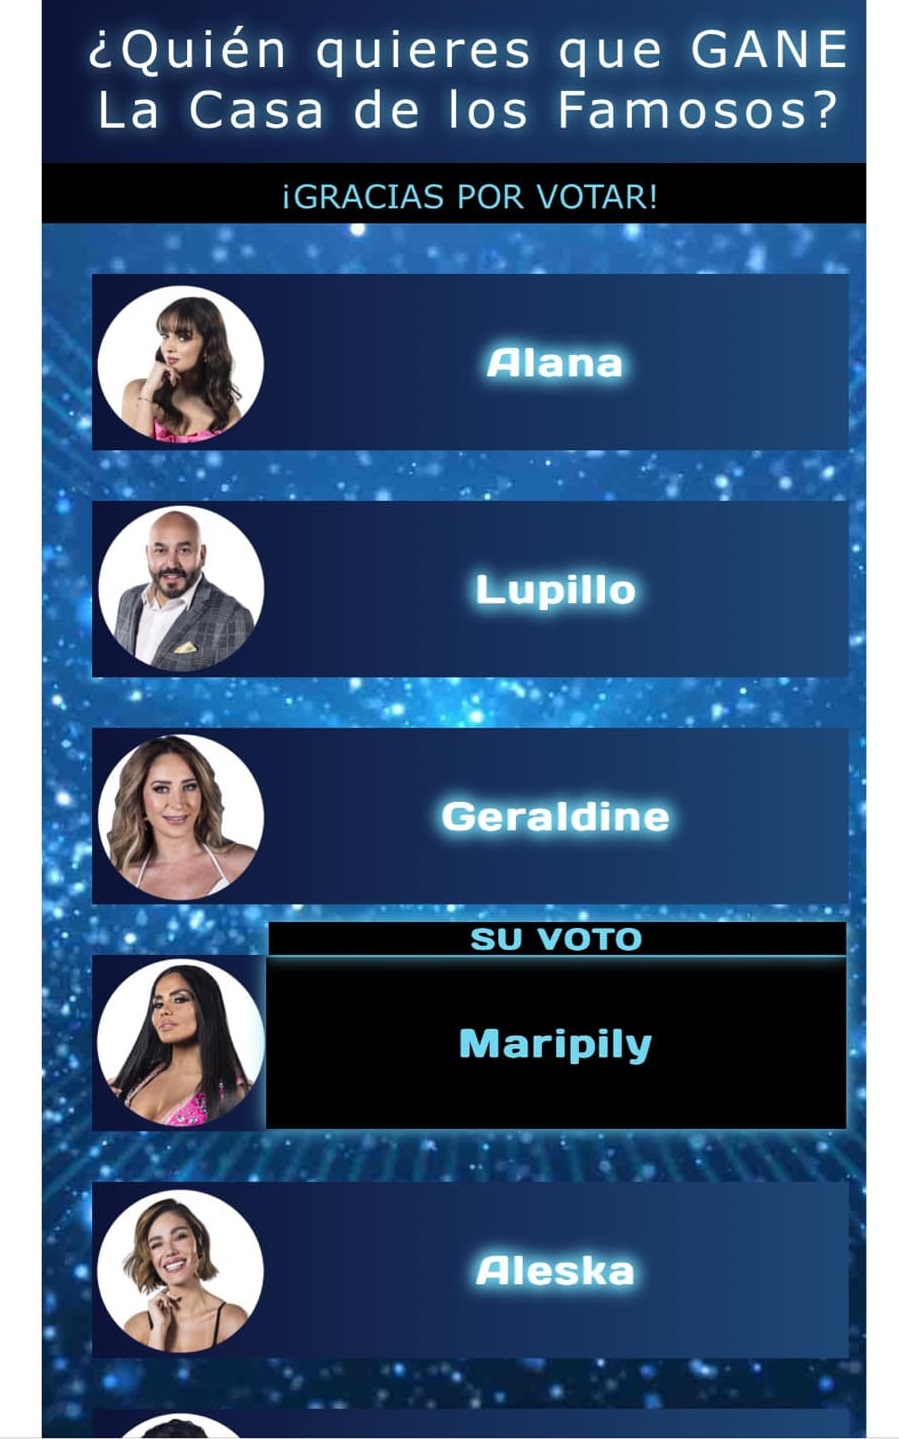 ¿Quién quieres que GANE
La Casa de los Famosos?
¡GRACIAS POR VOTAR!
Alana
Lupillo
Geraldine
SU VOTO
Maripily
Aleska